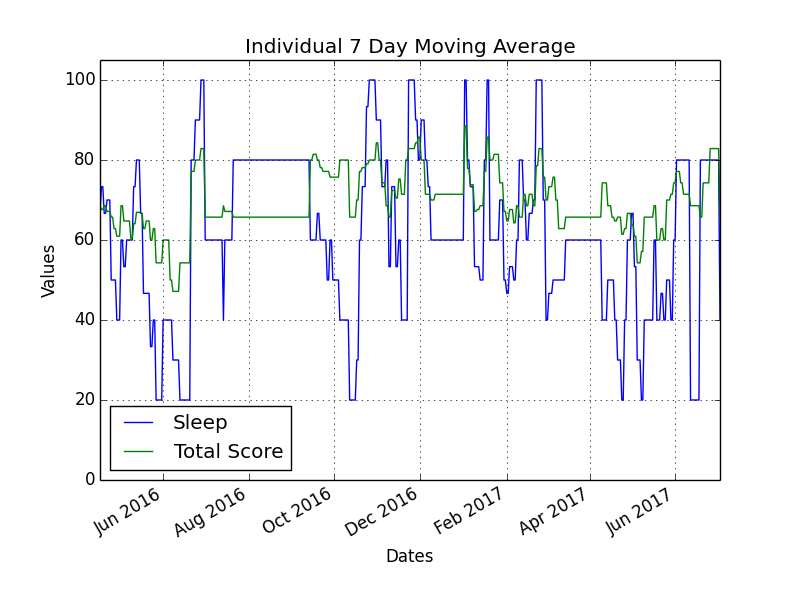 Individual 7 Day Moving Average
100
80
60
40
20
0
Values
Sleep
Total Score
Jun 2016
Aug 2016
Oct 2016
Dec 2016
Feb 2017
Apr 2017
Jun 2017
Dates